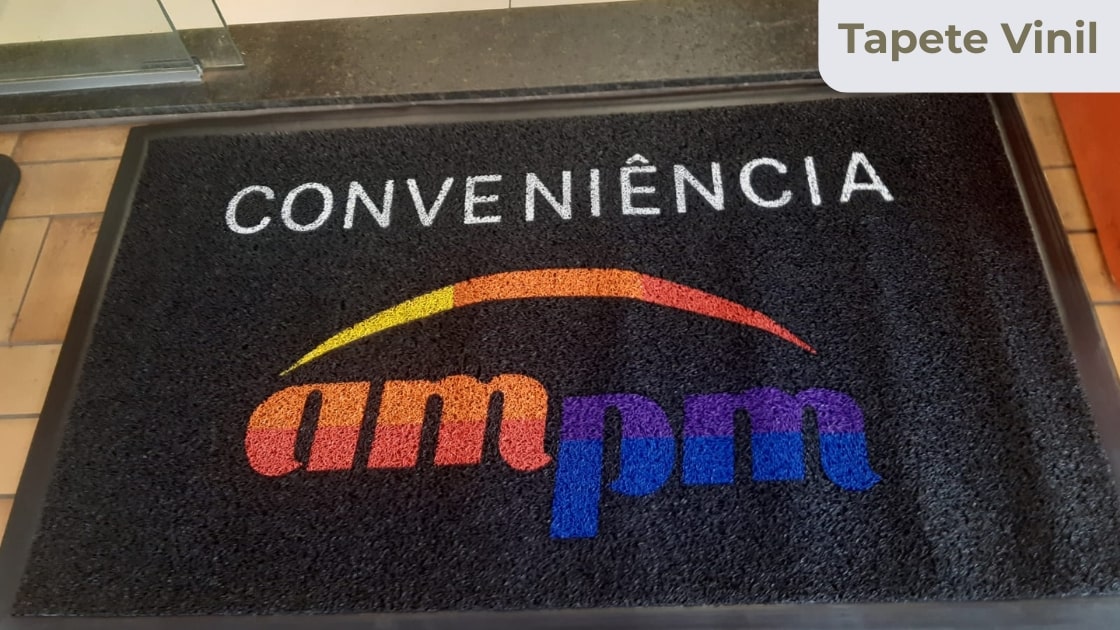 Tapete Vinil
CONVENIÊNCIA
ampm